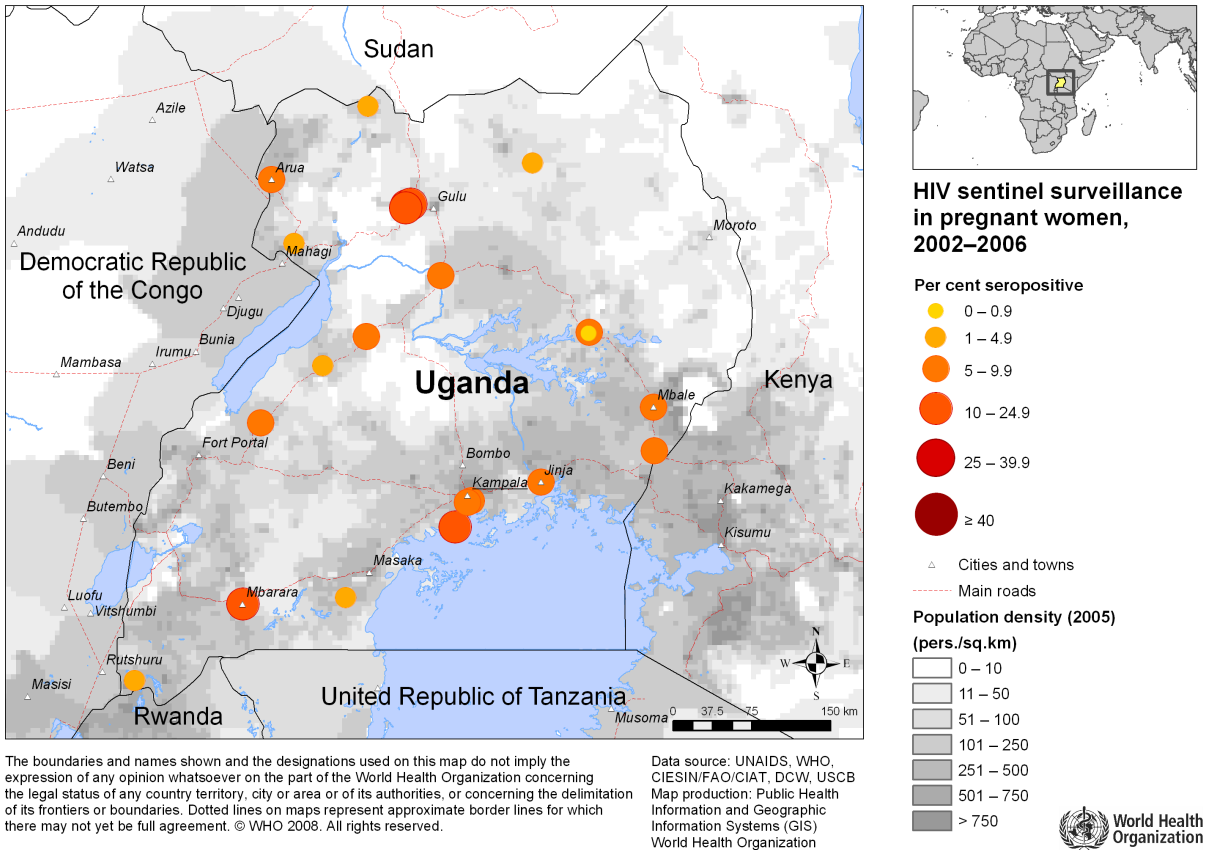 Sudan
Azile
Watsa
Arua
Gulu
Andudu
Moroto
Mahagi
Democratic Republic
of the Congo
Djugu
Bunia
Irumu
Mambasa
Uganda
Kenya
Mbale
Fort Portal
Bombo
Beni
Jinja
Kampala
Kakamega
Butembo
Kisumu
Masaka
Mbarara
Luofu
Vitshumbi
Rutshuru
Masisi
Rwanda
United Republic of Tanzania
Musoma
N
W E
S
0 37.5 75 150 km
HIV sentinel surveillance
in pregnant women,
2002–2006
Per cent seropositive
0 – 0.9
1 – 4.9
5 – 9.9
10 – 24.9
25 – 39.9
≥ 40
Cities and towns
Main roads
Population density (2005)
(pers./sq.km)
0 – 10
11 – 50
51 – 100
101 – 250
251 – 500
501 – 750
> 750
The boundaries and names shown and the designations used on this map do not imply the
expression of any opinion whatsoever on the part of the World Health Organization concerning
the legal status of any country territory, city or area or of its authorities, or concerning the delimitation
of its frontiers or boundaries. Dotted lines on maps represent approximate border lines for which
there may not yet be full agreement. © WHO 2008. All rights reserved.
Data source: UNAIDS, WHO,
CIESIN/FAO/CIAT, DCW, USCB
Map production: Public Health
Information and Geographic
Information Systems (GIS)
World Health Organization
World Health
Organization